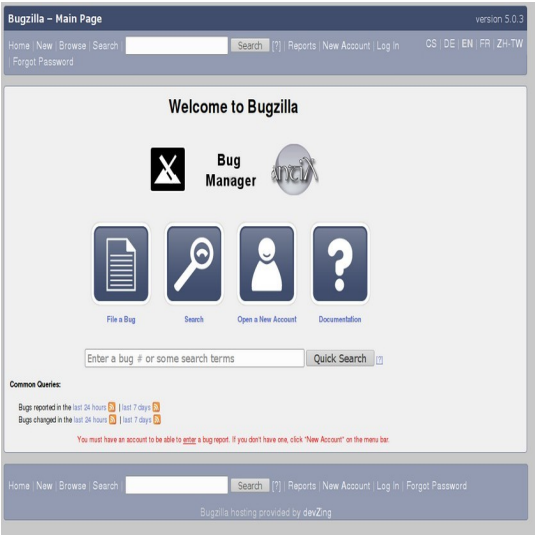 Bugzilla – Main Page
version 5.0.3
Home | New | Browse | Search | Search [?] | Reports | New Account | Log In
| Forgot Password
CS | DE | EN | FR | ZH-TW
Welcome to Bugzilla
Bug
Manager
antiX
File a Bug
Search
Open a New Account
Documentation
Enter a bug # or some search terms
Quick Search [?]
Common Queries:
Bugs reported in the last 24 hours | last 7 days
Bugs changed in the last 24 hours | last 7 days
You must have an account to be able to enter a bug report. If you don't have one, click "New Account" on the menu bar.
Home | New | Browse | Search | Search [?] | Reports | New Account | Log In | Forgot Password
Bugzilla hosting provided by devZing